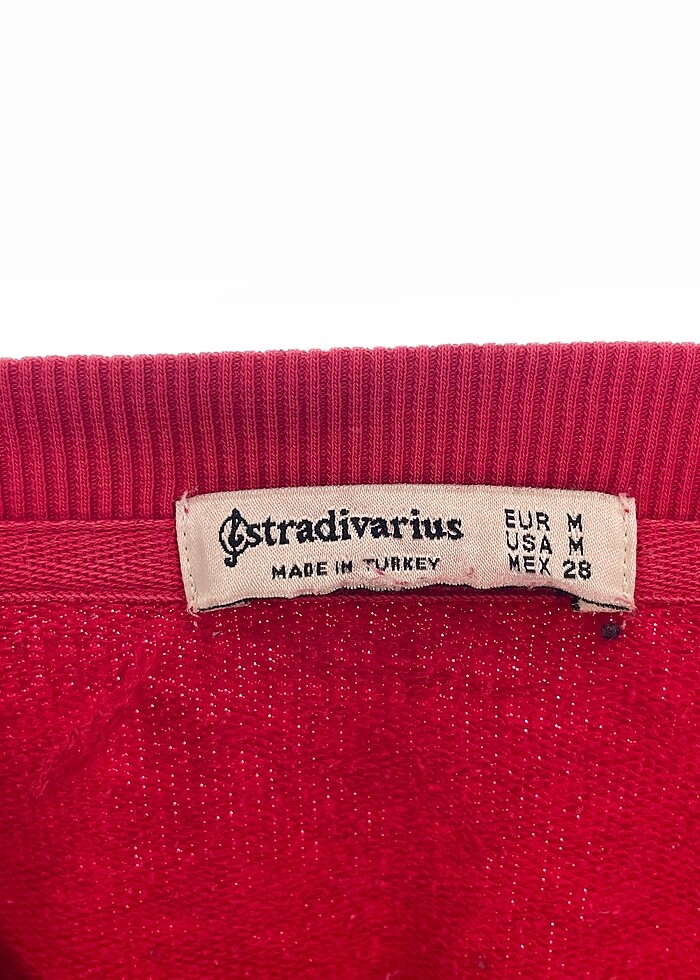 stradivarius
MADE IN TURKEY
EUR M
USA M
MEX 28